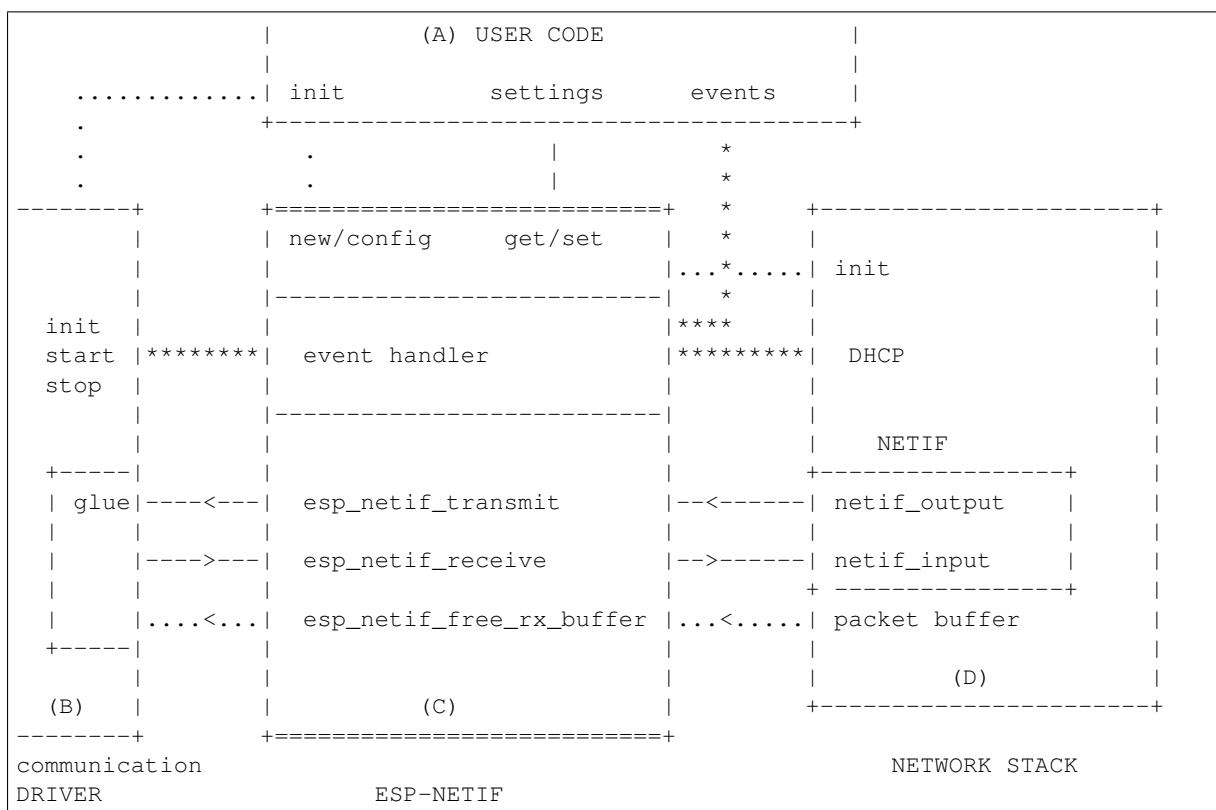 |          (A) USER CODE                 |
                     |                                        |
    .............| init          settings      events     |
    .            +----------------------------------------+
    .               .                |           *
    .               .                |           *
--------+        +===========================+   *     +-----------------------+
        |        | new/config     get/set    |   *     |                       |
        |        |                           |...*.....| init                  |
        |        |---------------------------|   *     |                       |
  init  |        |                           |****     |                       |
  start |********|  event handler            |*********|  DHCP                 |
  stop  |        |                           |         |                       |
        |        |---------------------------|         |                       |
        |        |                           |         |    NETIF              |
  +-----|        |                           |         +-----------------+     |
  | glue|----<---|  esp_netif_transmit       |--<------| netif_output    |     |
  |     |        |                           |         |                 |     |
  |     |---->---|  esp_netif_receive        |-->------| netif_input     |     |
  |     |        |                           |         + ----------------+     |
  |     |....<...|  esp_netif_free_rx_buffer |...<.....| packet buffer         |
  +-----|        |                           |         |                       |
        |        |                           |         |         (D)           |
  (B)   |        |          (C)              |         +-----------------------+
--------+        +===========================+
communication                                                NETWORK STACK
DRIVER                   ESP-NETIF